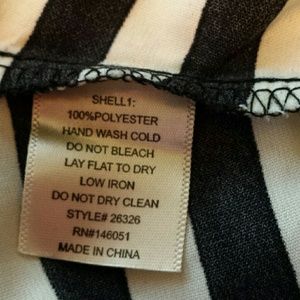 SHELL1:
100%POLYESTER
HAND WASH COLD
DO NOT BLEACH
LAY FLAT TO DRY
LOW IRON
DO NOT DRY CLEAN
STYLE# 26326
RN#146051
MADE IN CHINA